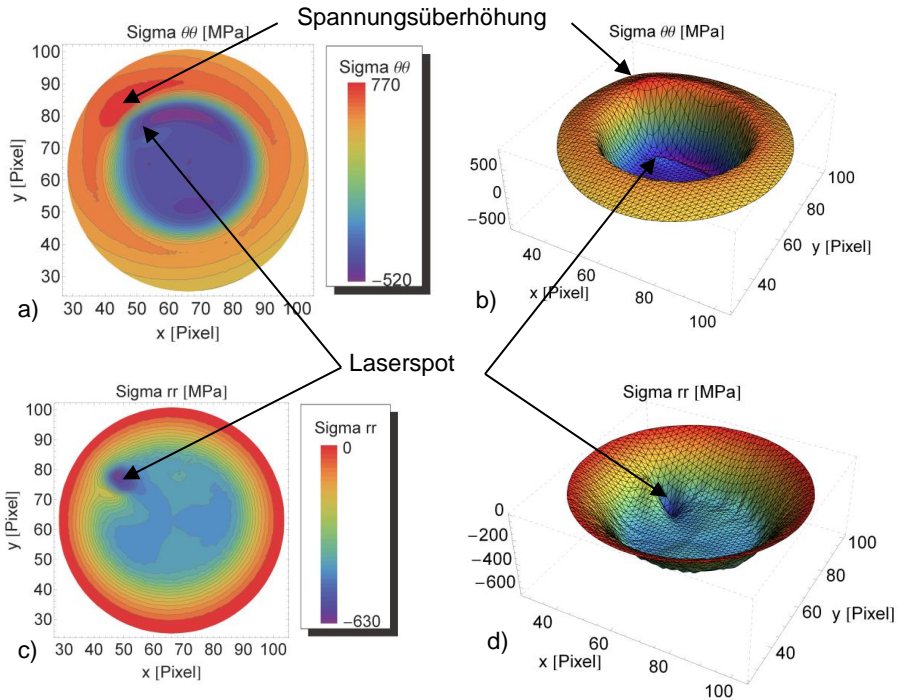 Spannungsüberhöhung
Sigma θθ [MPa]
100
90
80
70
60
50
40
30
y [Pixel]
30 40 50 60 70 80 90 100
x [Pixel]
a)
Sigma θθ
770
−520
Sigma θθ [MPa]
500
0
−500
40
60
80
100
x [Pixel]
40
60
80
100
y [Pixel]
b)
Laserspot
Sigma rr [MPa]
100
90
80
70
60
50
40
30
y [Pixel]
30 40 50 60 70 80 90 100
x [Pixel]
c)
Sigma rr
0
−630
Sigma rr [MPa]
0
−200
−400
−600
40
60
80
100
x [Pixel]
40
60
80
100
y [Pixel]
d)